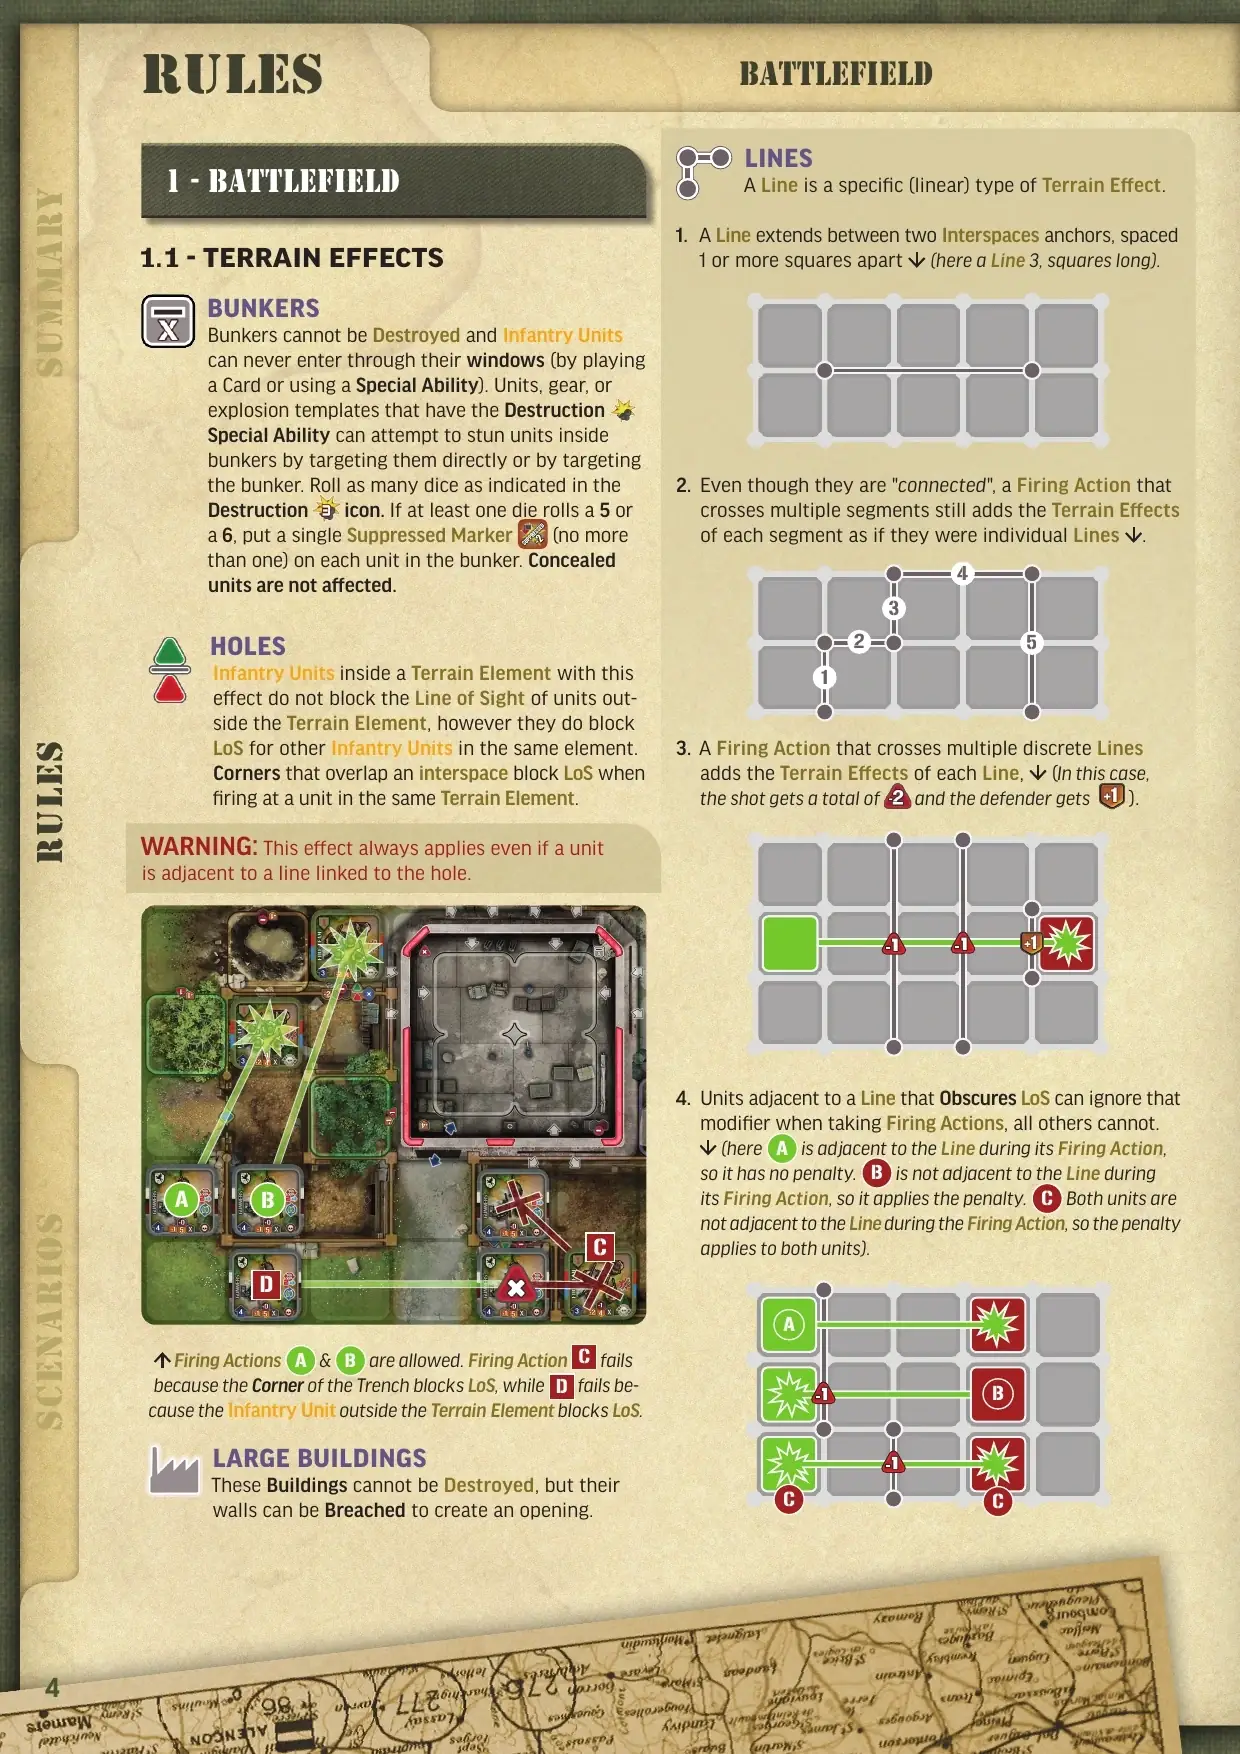 RULES
BATTLEFIELD
SUMMARY
RULES
SCENARIOS
1 - BATTLEFIELD
1.1 - TERRAIN EFFECTS
X
BUNKERS
Bunkers cannot be Destroyed and Infantry Units
can never enter through their windows (by playing
a Card or using a Special Ability). Units, gear, or
explosion templates that have the Destruction
Special Ability can attempt to stun units inside
bunkers by targeting them directly or by targeting
the bunker. Roll as many dice as indicated in the
Destruction 3 icon. If at least one die rolls a 5 or
a 6, put a single Suppressed Marker (no more
than one) on each unit in the bunker. Concealed
units are not affected.
HOLES
Infantry Units inside a Terrain Element with this
effect do not block the Line of Sight of units out-
side the Terrain Element, however they do block
LoS for other Infantry Units in the same element.
Corners that overlap an interspace block LoS when
firing at a unit in the same Terrain Element.
WARNING: This effect always applies even if a unit
is adjacent to a line linked to the hole.
A
B
C
D
↑ Firing Actions A & B are allowed. Firing Action C fails
because the Corner of the Trench blocks LoS, while D fails be-
cause the Infantry Unit outside the Terrain Element blocks LoS.
LARGE BUILDINGS
These Buildings cannot be Destroyed, but their
walls can be Breached to create an opening.
LINES
A Line is a specific (linear) type of Terrain Effect.
1. A Line extends between two Interspaces anchors, spaced
1 or more squares apart ↓ (here a Line 3, squares long).
2. Even though they are "connected", a Firing Action that
crosses multiple segments still adds the Terrain Effects
of each segment as if they were individual Lines ↓.
4
3
2
5
1
3. A Firing Action that crosses multiple discrete Lines
adds the Terrain Effects of each Line, ↓ (In this case,
the shot gets a total of -2 and the defender gets +1 ).
-1 -1 +1
4. Units adjacent to a Line that Obscures LoS can ignore that
modifier when taking Firing Actions, all others cannot.
↓ (here A is adjacent to the Line during its Firing Action,
so it has no penalty. B is not adjacent to the Line during
its Firing Action, so it applies the penalty. C Both units are
not adjacent to the Line during the Firing Action, so the penalty
applies to both units).
A
-1 B
-1
C C
4
Mamers
ALENÇON
98
277
276
Lassay
Landivy